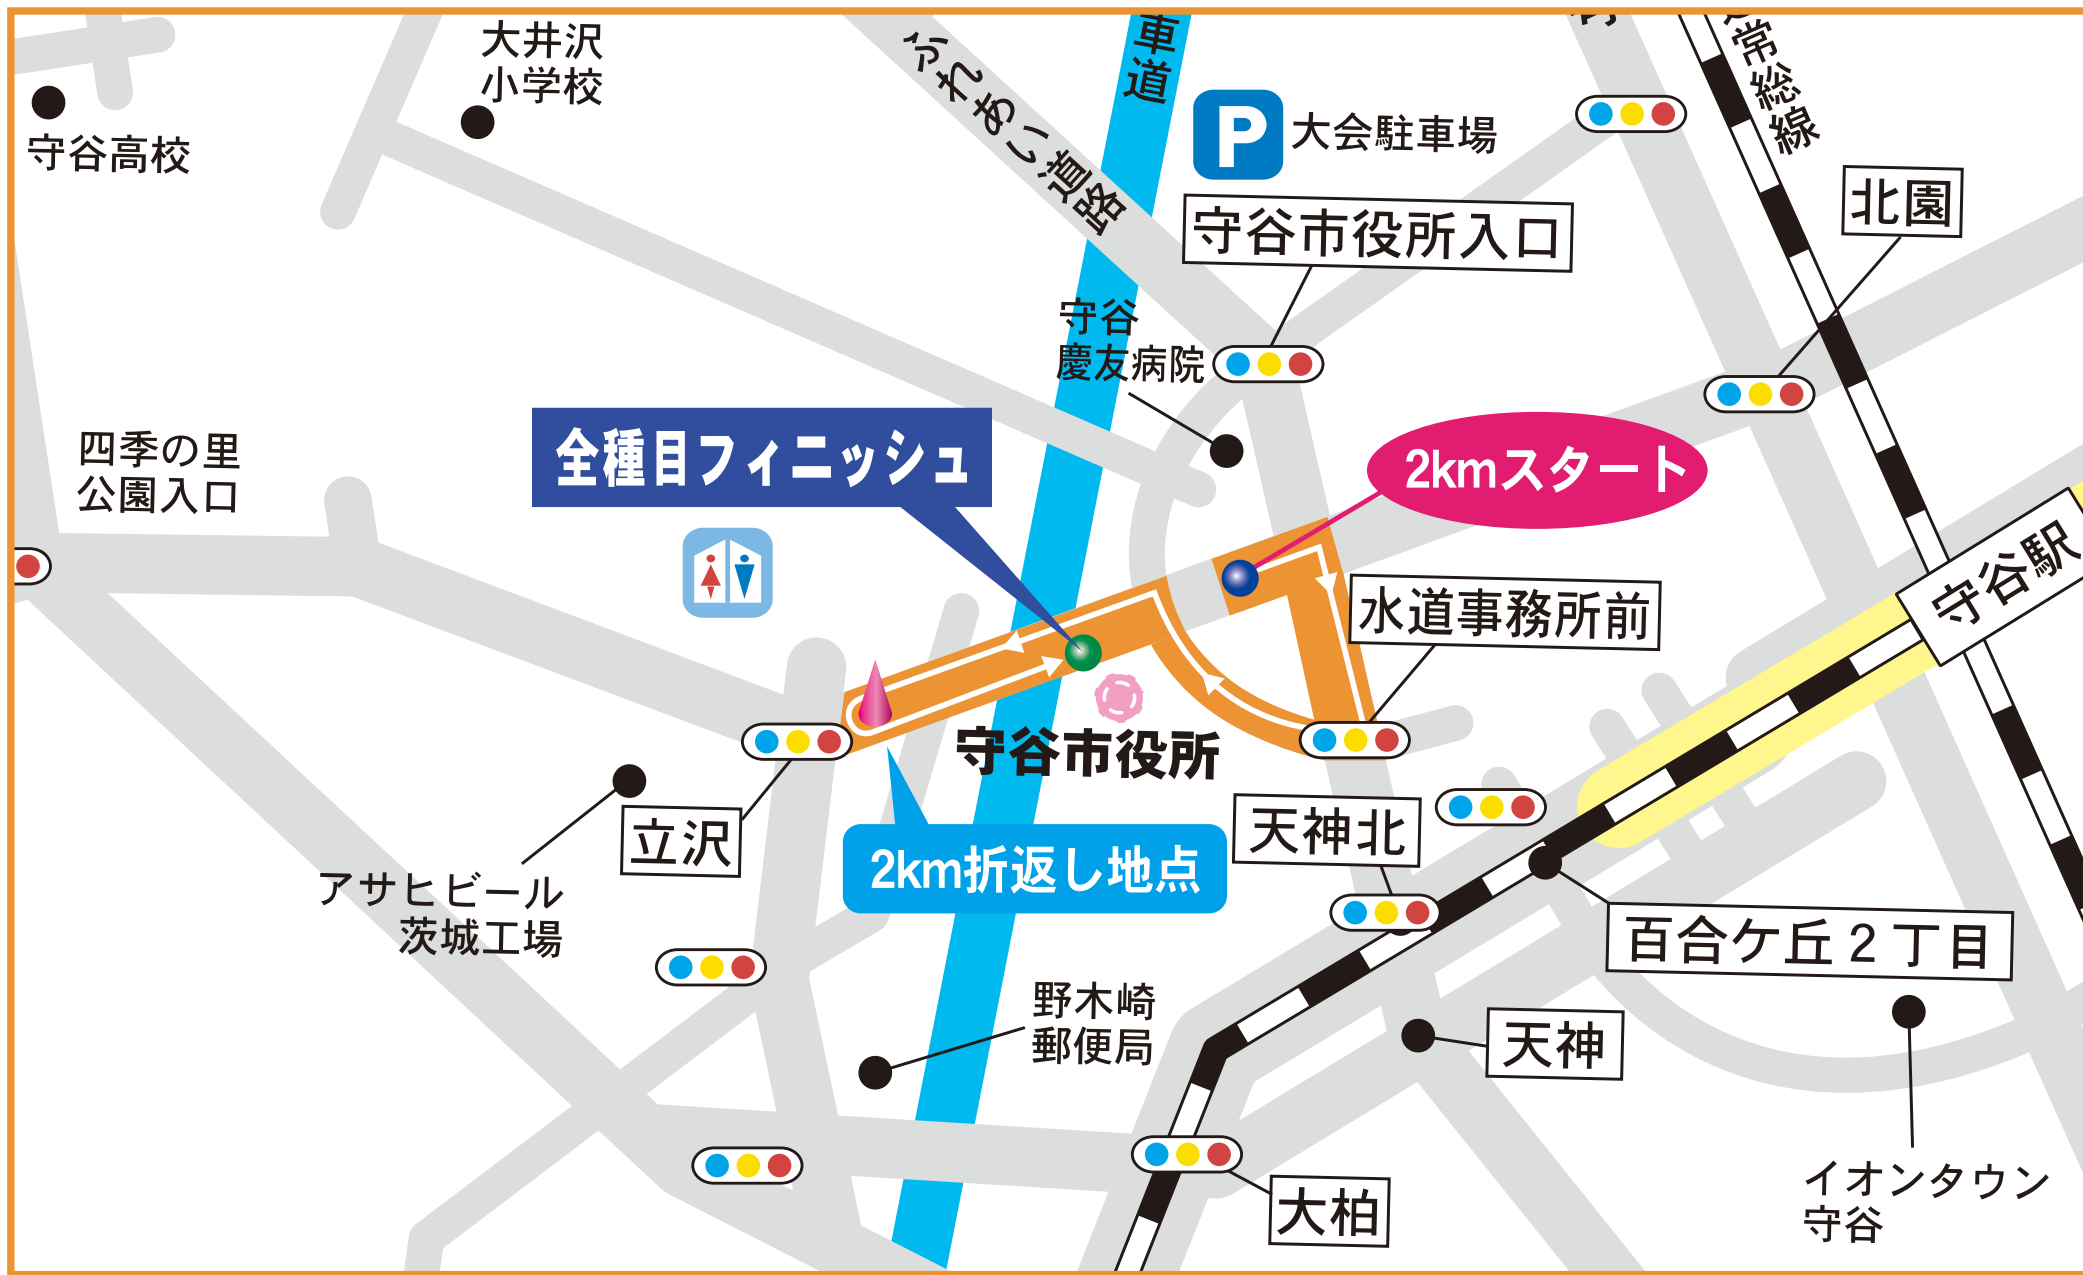 大井沢
小学校
守谷高校
ふれあい道路
車道
P
大会駐車場
守谷市役所入口
常総線
北園
守谷
慶友病院
四季の里
公園入口
全種目フィニッシュ
2kmスタート
守谷駅
水道事務所前
守谷市役所
立沢
2km折返し地点
天神北
アサヒビール
茨城工場
百合ケ丘2丁目
野木崎
郵便局
天神
イオンタウン
守谷
大柏